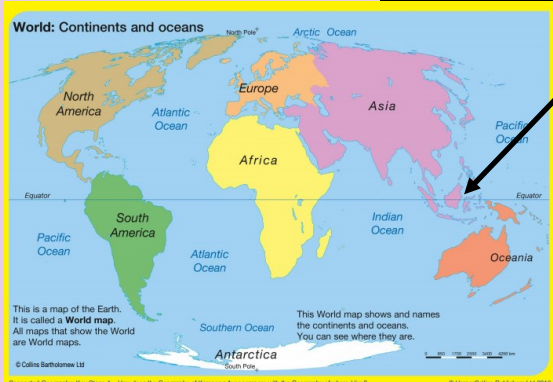 World: Continents and oceans
North Pole
Arctic Ocean
North
America
Atlantic
Ocean
Europe
Asia
Pacific
Ocean
Africa
Equator
Equator
South
America
Pacific
Ocean
Atlantic
Ocean
Indian
Ocean
Oceania
Southern Ocean
Antarctica
South Pole
This is a map of the Earth.
It is called a World map.
All maps that show the World
are World maps.
This World map shows and names
the continents and oceans.
You can see where they are.
© Collins Bartholomew Ltd